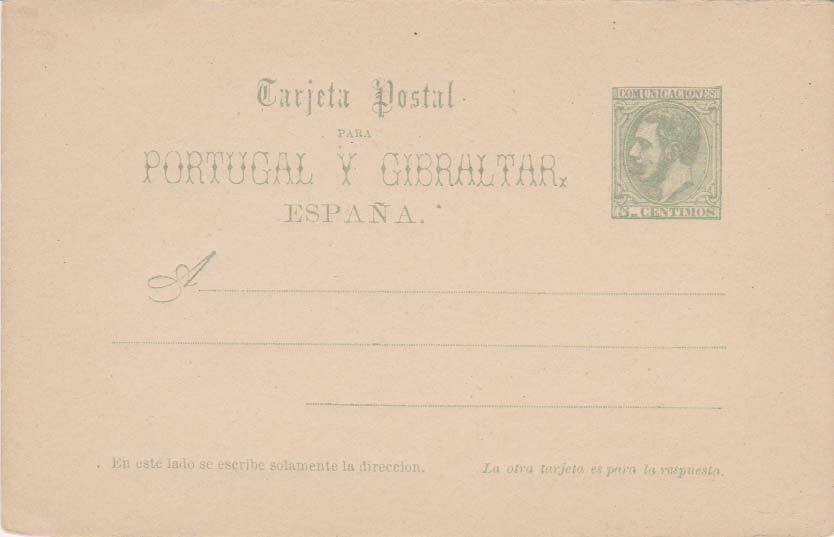 Tarjeta Postal
PARA
PORTUGAL Y GIBRALTAR.
ESPAÑA.
COMUNICACIONES
5 CENTIMOS
A
En este lado se escribe solamente la direccion.
La otra tarjeta es para la respuesta.